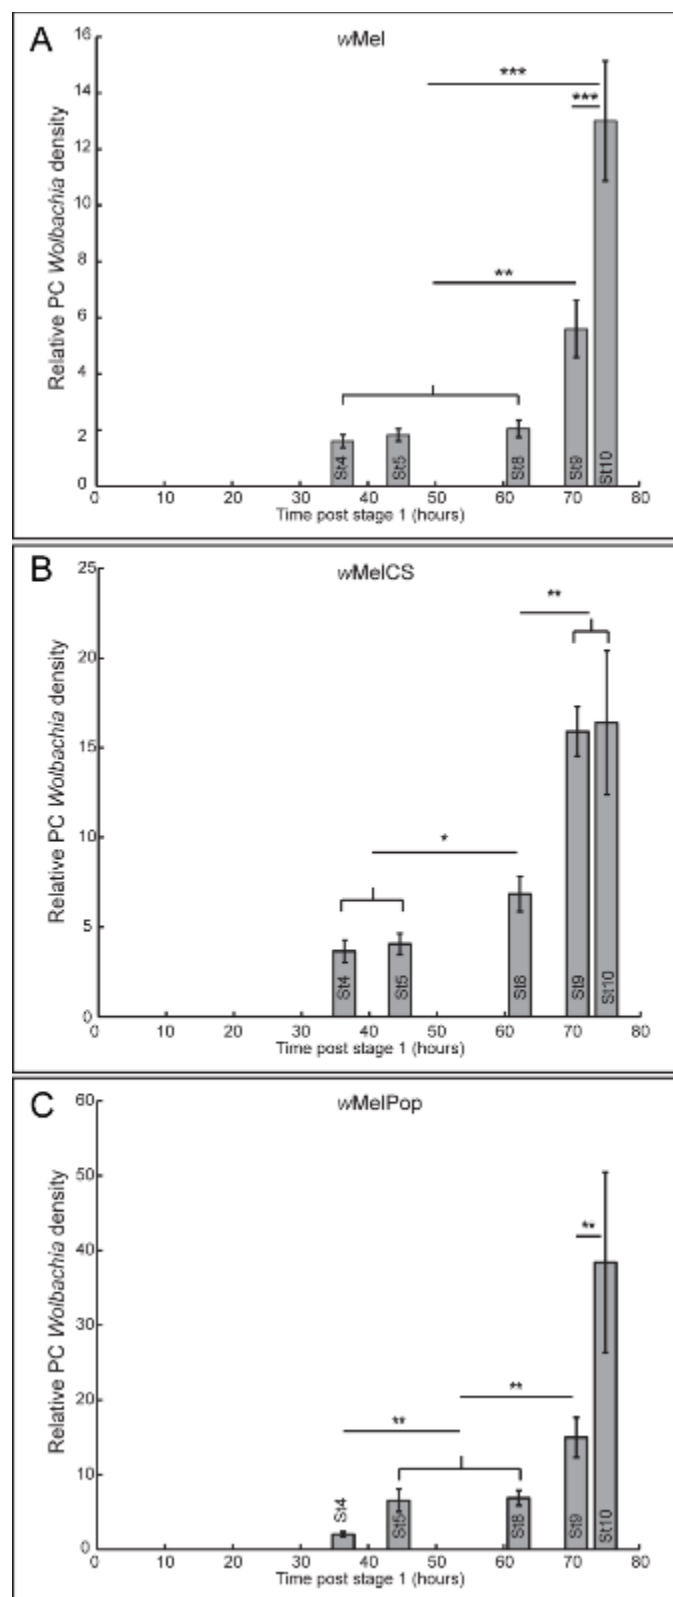 A
wMel
Relative PC Wolbachia density
16
14
12
10
8
6
4
2
0
***
***
**
St4
St5
St8
St9
St10
0 10 20 30 40 50 60 70 80
Time post stage 1 (hours)
B
wMelCS
Relative PC Wolbachia density
25
20
15
10
5
0
**
*
St4
St5
St8
St9
St10
0 10 20 30 40 50 60 70 80
Time post stage 1 (hours)
C
wMelPop
Relative PC Wolbachia density
60
50
40
30
20
10
0
**
**
**
St4
St5
St8
St9
St10
0 10 20 30 40 50 60 70 80
Time post stage 1 (hours)